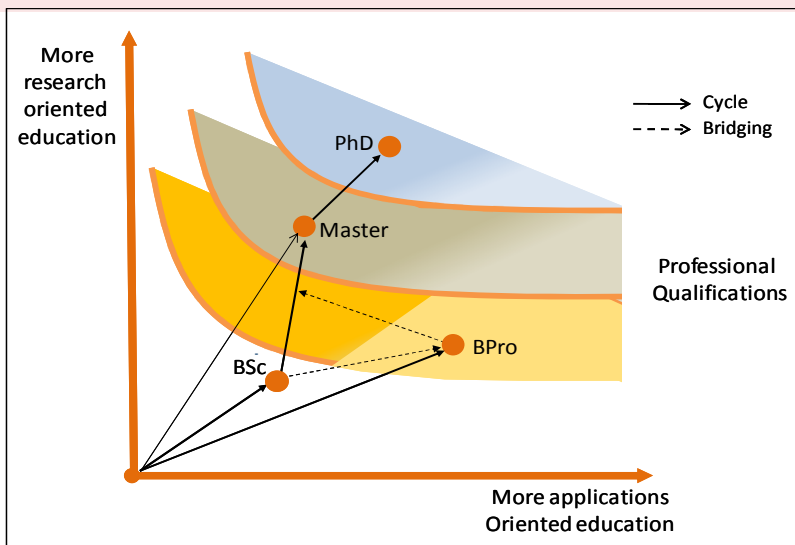 More
research
oriented
education
Cycle
Bridging
PhD
Master
Professional
Qualifications
BPro
BSc
More applications
Oriented education